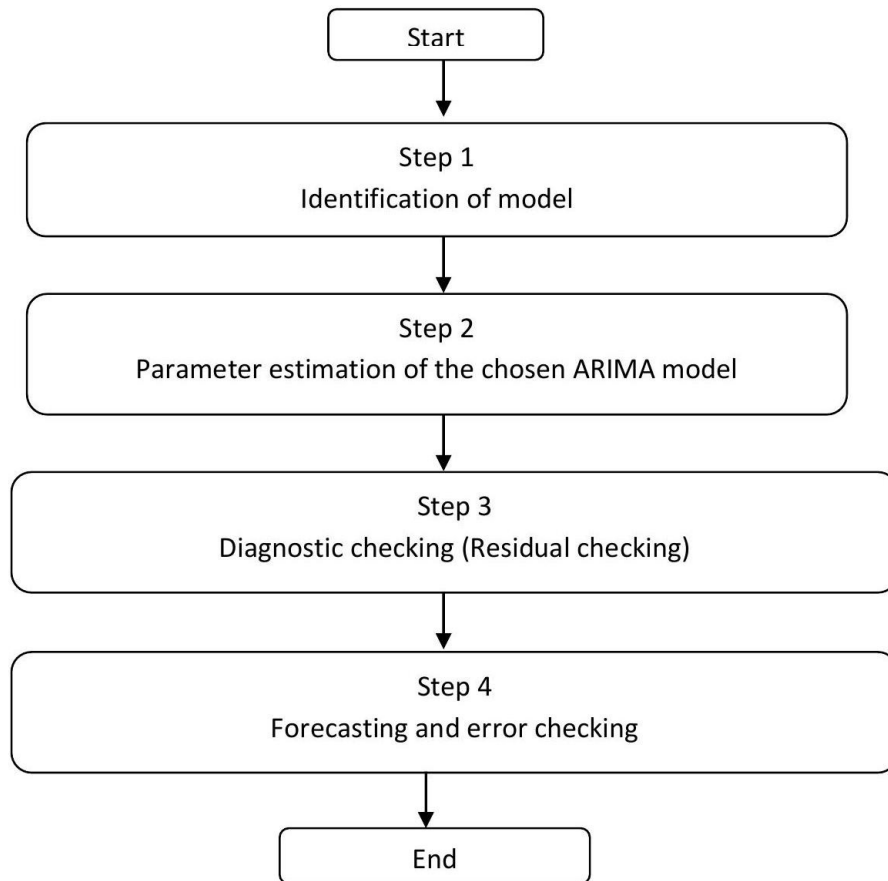 Start
Step 1
Identification of model
Step 2
Parameter estimation of the chosen ARIMA model
Step 3
Diagnostic checking (Residual checking)
Step 4
Forecasting and error checking
End